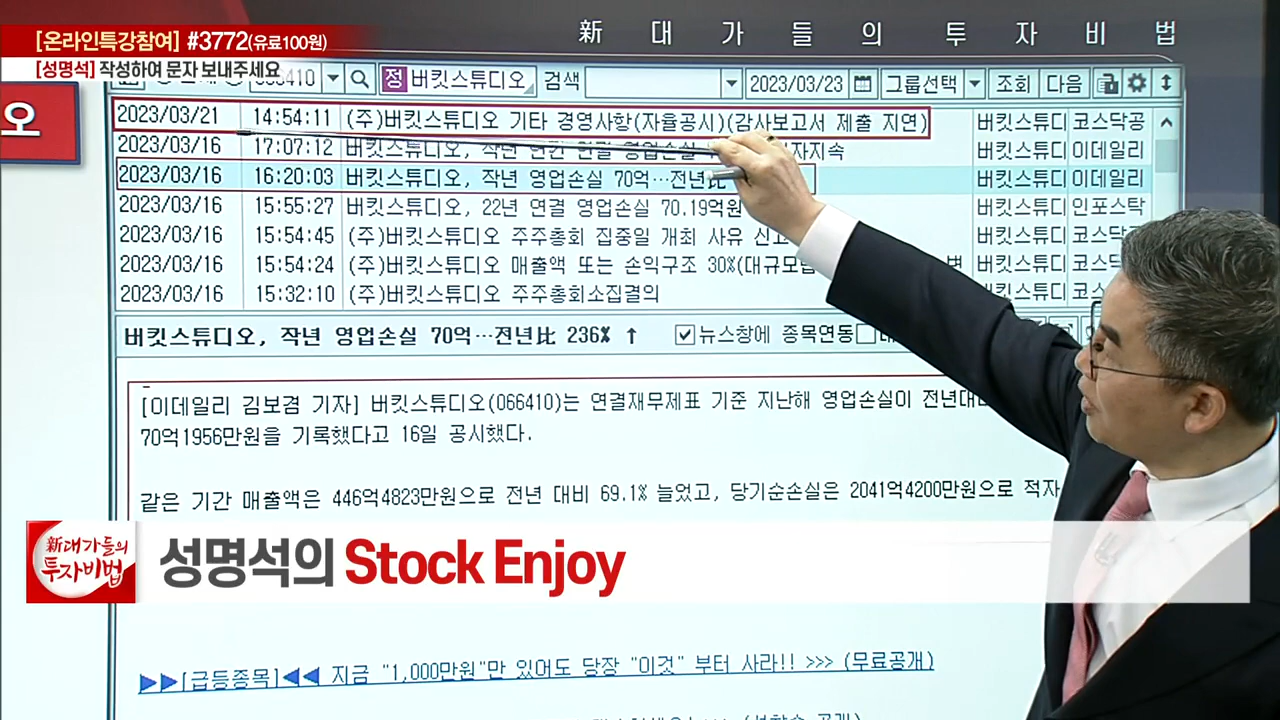 新 대 가 들 의 투 자 비 법
[온라인특강참여] #3772(유료100원)
[성명석] 작성하여 문자 보내주세요
오
정 버킷스튜디오 검색 2023/03/23 그룹선택 조회 다음
2023/03/21 14:54:11 (주)버킷스튜디오 기타 경영사항(자율공시)(감사보고서 제출 지연) 버킷스튜디 코스닥공
2023/03/16 17:07:12 버킷스튜디오, 작년 연간 연결 영업손실 버킷스튜디 이데일리
2023/03/16 16:20:03 버킷스튜디오, 작년 영업손실 70억…전년比 버킷스튜디 이데일리
2023/03/16 15:55:27 버킷스튜디오, 22년 연결 영업손실 70.19억원 버킷스튜디 인포스탁
2023/03/16 15:54:45 (주)버킷스튜디오 주주총회 집중일 개최 사유 신고 버킷스튜디
2023/03/16 15:54:24 (주)버킷스튜디오 매출액 또는 손익구조 30%(대규모법 버킷스튜디
2023/03/16 15:32:10 (주)버킷스튜디오 주주총회소집결의 버킷스튜디
버킷스튜디오, 작년 영업손실 70억…전년比 236% ↑ 뉴스창에 종목연동
[이데일리 김보겸 기자] 버킷스튜디오(066410)는 연결재무제표 기준 지난해 영업손실이 전년대비
70억1956만원을 기록했다고 16일 공시했다.
같은 기간 매출액은 446억4823만원으로 전년 대비 69.1% 늘었고, 당기순손실은 2041억4200만원으로 적자
新대가들의
투자비법
성명석의 Stock Enjoy
▶▶[급등종목]◀◀ 지금 "1,000만원"만 있어도 당장 "이것" 부터 사라!! >>> (무료공개)